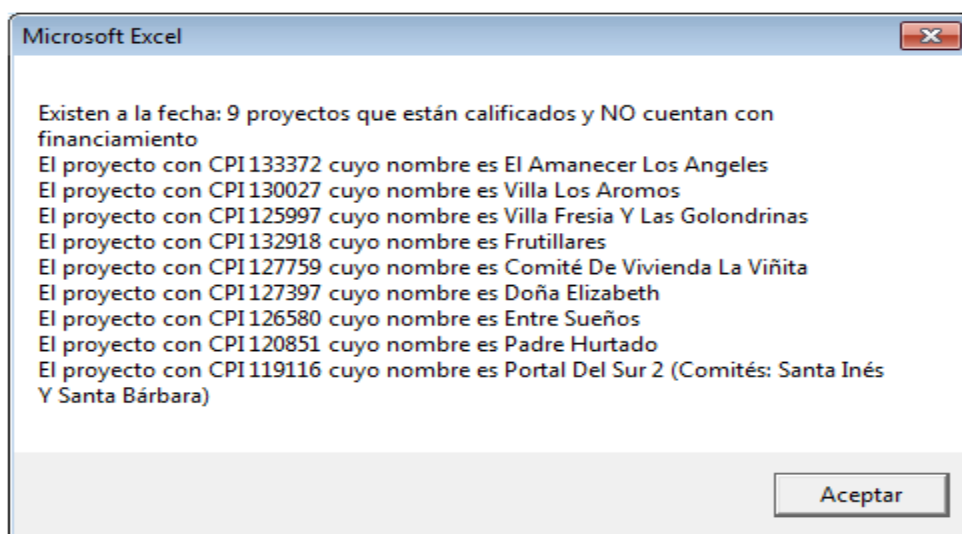 Microsoft Excel
Existen a la fecha: 9 proyectos que están calificados y NO cuentan con
financiamiento
El proyecto con CPI 133372 cuyo nombre es El Amanecer Los Angeles
El proyecto con CPI 130027 cuyo nombre es Villa Los Aromos
El proyecto con CPI 125997 cuyo nombre es Villa Fresia Y Las Golondrinas
El proyecto con CPI 132918 cuyo nombre es Frutillares
El proyecto con CPI 127759 cuyo nombre es Comité De Vivienda La Viñita
El proyecto con CPI 127397 cuyo nombre es Doña Elizabeth
El proyecto con CPI 126580 cuyo nombre es Entre Sueños
El proyecto con CPI 120851 cuyo nombre es Padre Hurtado
El proyecto con CPI 119116 cuyo nombre es Portal Del Sur 2 (Comités: Santa Inés
Y Santa Bárbara)
Aceptar